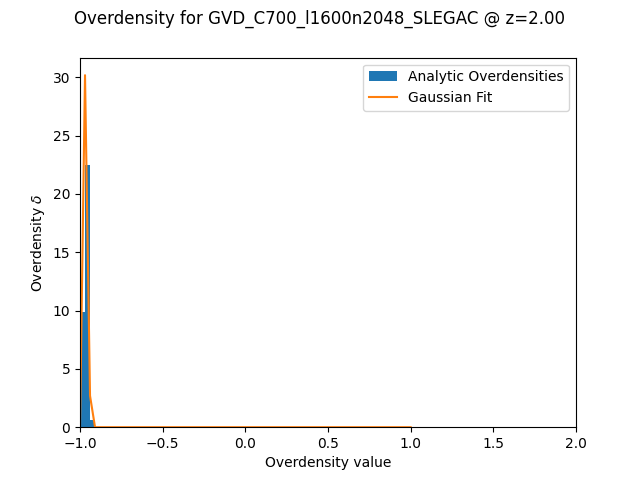 Overdensity for GVD_C700_l1600n2048_SLEGAC @ z=2.00
Analytic Overdensities
Gaussian Fit
Overdensity δ
30
25
20
15
10
5
0
−1.0
−0.5
0.0
0.5
1.0
1.5
2.0
Overdensity value